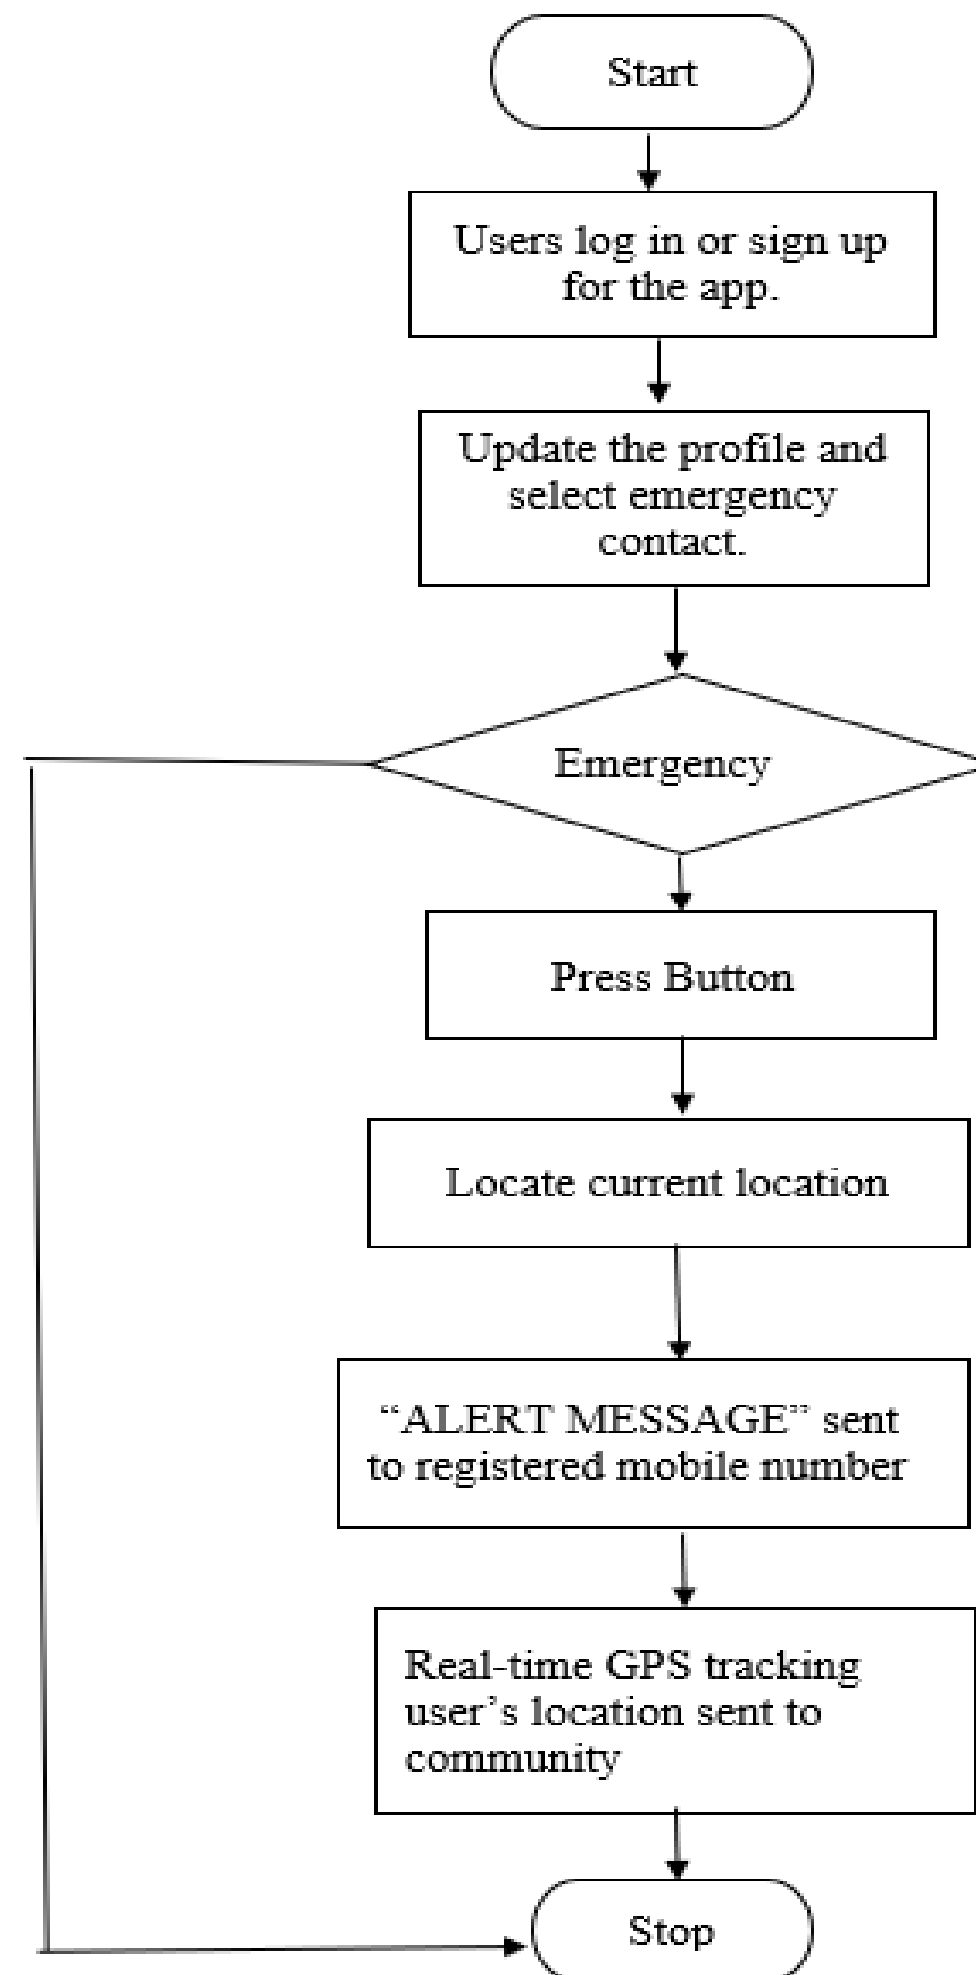 Start
Users log in or sign up
for the app.
Update the profile and
select emergency
contact.
Emergency
Press Button
Locate current location
“ALERT MESSAGE” sent
to registered mobile number
Real-time GPS tracking
user’s location sent to
community
Stop